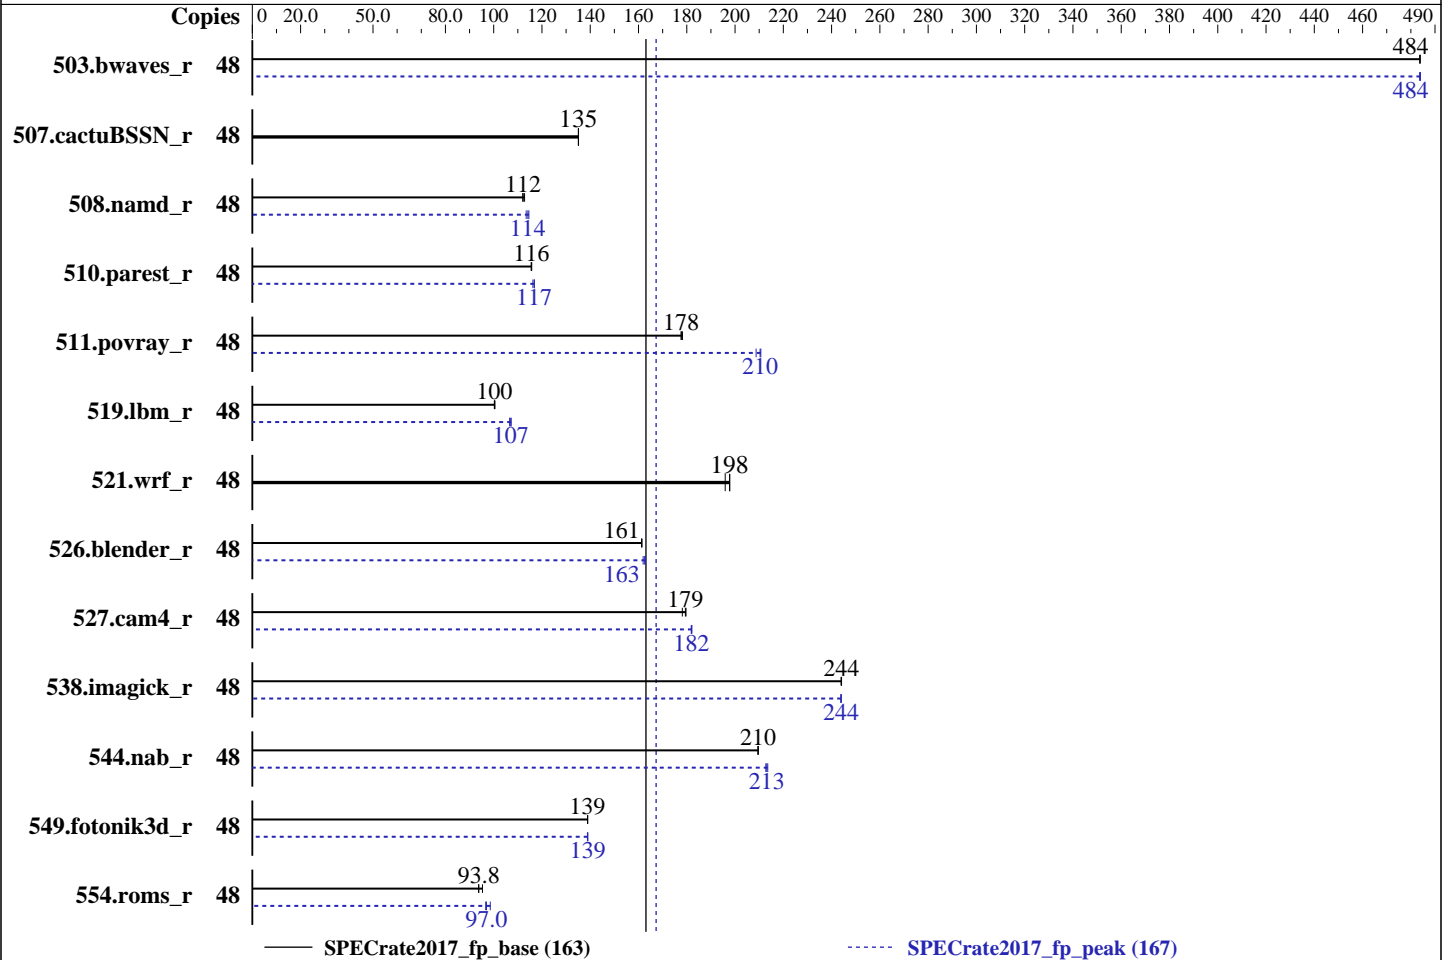 Copies 0 20.0 50.0 80.0 100 120 140 160 180 200 220 240 260 280 300 320 340 360 380 400 420 440 460 490
503.bwaves_r 48 484
484
507.cactuBSSN_r 48 135
508.namd_r 48 112
114
510.parest_r 48 116
117
511.povray_r 48 178
210
519.lbm_r 48 100
107
521.wrf_r 48 198
526.blender_r 48 161
163
527.cam4_r 48 179
182
538.imagick_r 48 244
244
544.nab_r 48 210
213
549.fotonik3d_r 48 139
139
554.roms_r 48 93.8
97.0
SPECrate2017_fp_base (163) SPECrate2017_fp_peak (167)